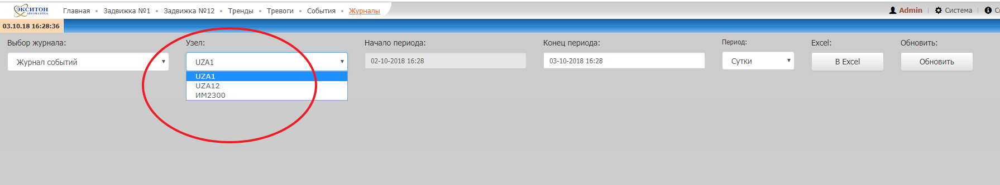 ЭКСИТОН
АВТОМАТИКА
Главная Задвижка №1 Задвижка №12 Тренды Тревоги События Журналы
Admin Система
03.10.18 16:28:36
Выбор журнала: Узел: Начало периода: Конец периода: Период: Excel: Обновить:
Журнал событий UZA1 02-10-2018 16:28 03-10-2018 16:28 Сутки В Excel Обновить
UZA1
UZA12
ИМ2300